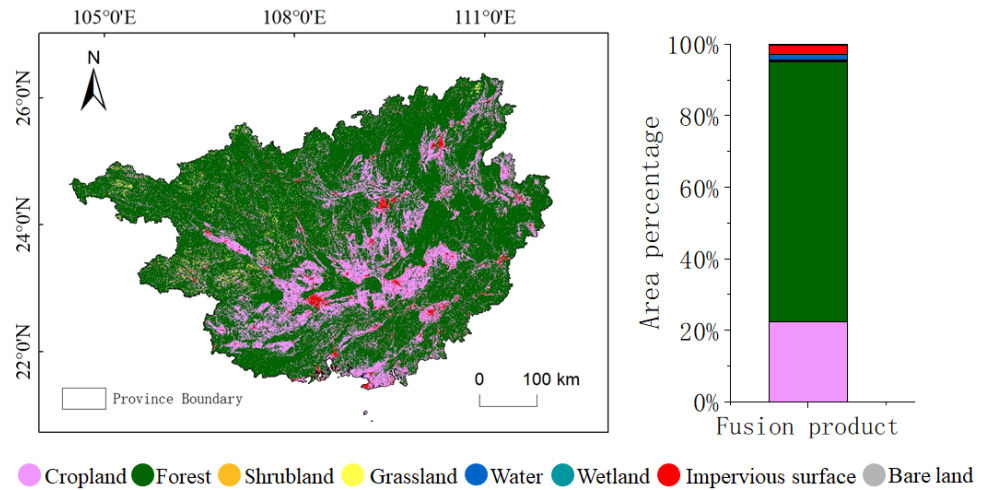 105°0'E 108°0'E 111°0'E
N
26°0'N
24°0'N
22°0'N
0 100 km
Province Boundary
Area percentage
100%
80%
60%
40%
20%
0%
Fusion product
Cropland Forest Shrubland Grassland Water Wetland Impervious surface Bare land